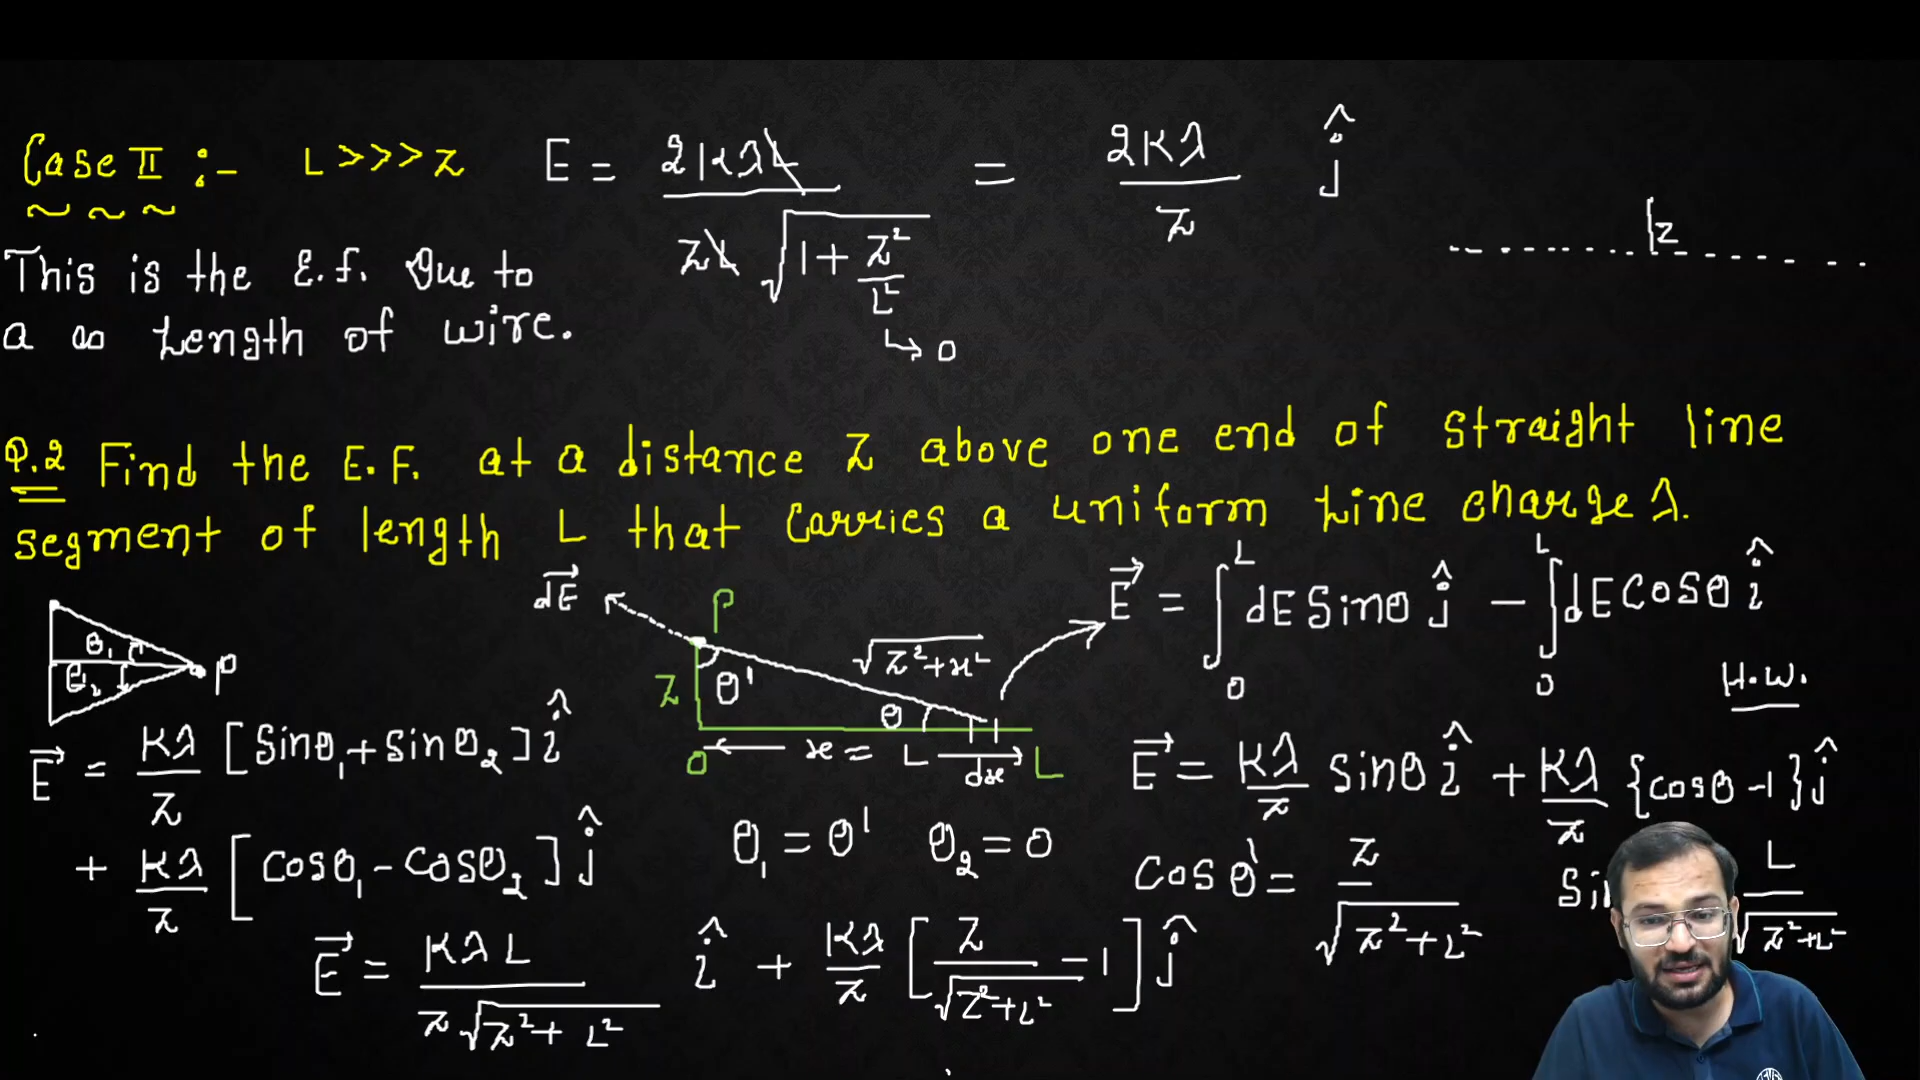 Case II :- L >>> z E = 2KλL / zL √(1 + z²/L²) = 2Kλ / z ĵ
↳ 0
z
This is the E.f. Due to
a ∞ Length of wire.
Q.2 Find the E.F. at a distance z above one end of straight line
segment of length L that carries a uniform Line charge λ.
θ₁ θ₂ P
dE⃗ P z θ' √(z²+x²) θ O x = L dx L
E⃗ = ∫₀ᴸ dE Sinθ ĵ − ∫₀ᴸ dE Cosθ î
H.W.
E⃗ = Kλ/z [Sinθ₁ + Sinθ₂] î
+ Kλ/z [Cosθ₁ - Cosθ₂] ĵ
θ₁ = θ' θ₂ = 0
E⃗ = Kλ/z Sinθ î + Kλ/z {Cosθ - 1} ĵ
Cosθ' = z / √(z²+L²) L / √(z²+L²)
E⃗ = KλL / z√(z²+L²) î + Kλ/z [z / √(z²+L²) - 1] ĵ